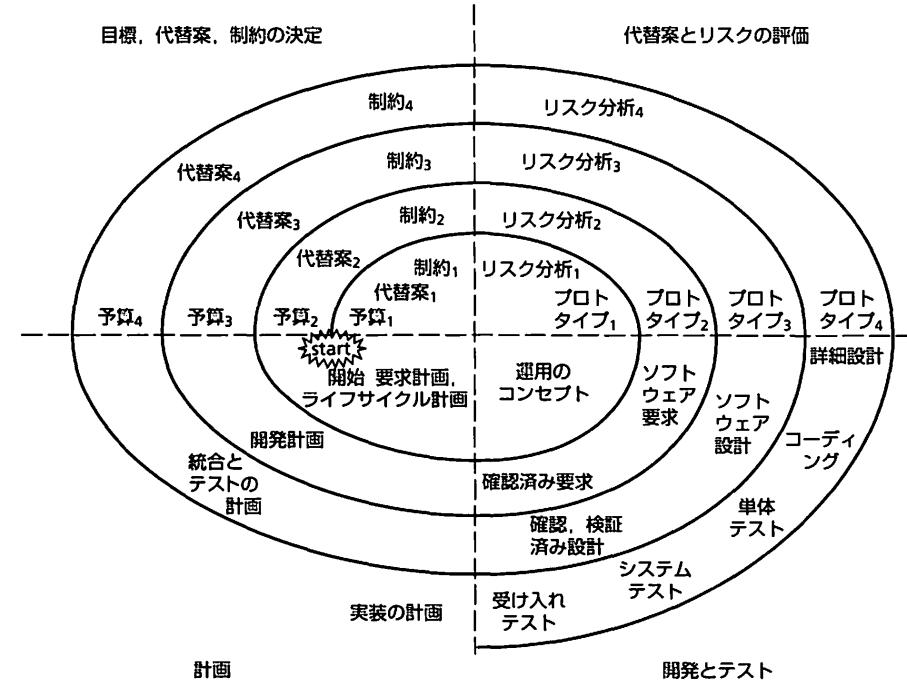 目標，代替案，制約の決定
代替案とリスクの評価
制約4
リスク分析4
代替案4
制約3
リスク分析3
代替案3
制約2
リスク分析2
代替案2
制約1
リスク分析1
代替案1
予算4
予算3
予算2
予算1
プロト
タイプ1
プロト
タイプ2
プロト
タイプ3
プロト
タイプ4
start
開始 要求計画，
ライフサイクル計画
運用の
コンセプト
ソフト
ウェア
要求
ソフト
ウェア
設計
詳細設計
コーディ
ング
開発計画
統合と
テストの
計画
確認済み要求
確認，検証
済み設計
単体
テスト
システム
テスト
実装の計画
受け入れ
テスト
計画
開発とテスト